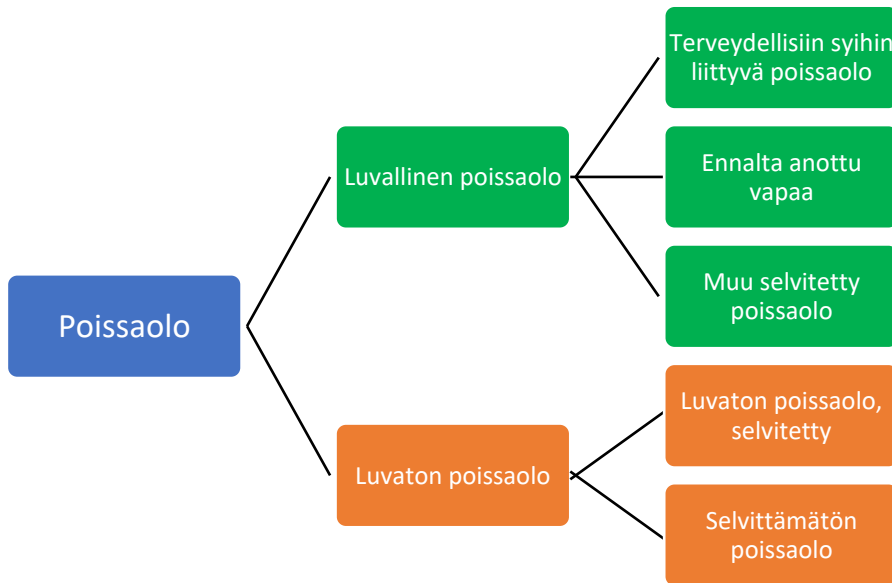 Poissaolo
Luvallinen poissaolo
Terveydellisiin syihin
liittyvä poissaolo
Ennalta anottu
vapaa
Muu selvitetty
poissaolo
Luvaton poissaolo
Luvaton poissaolo,
selvitetty
Selvittämätön
poissaolo